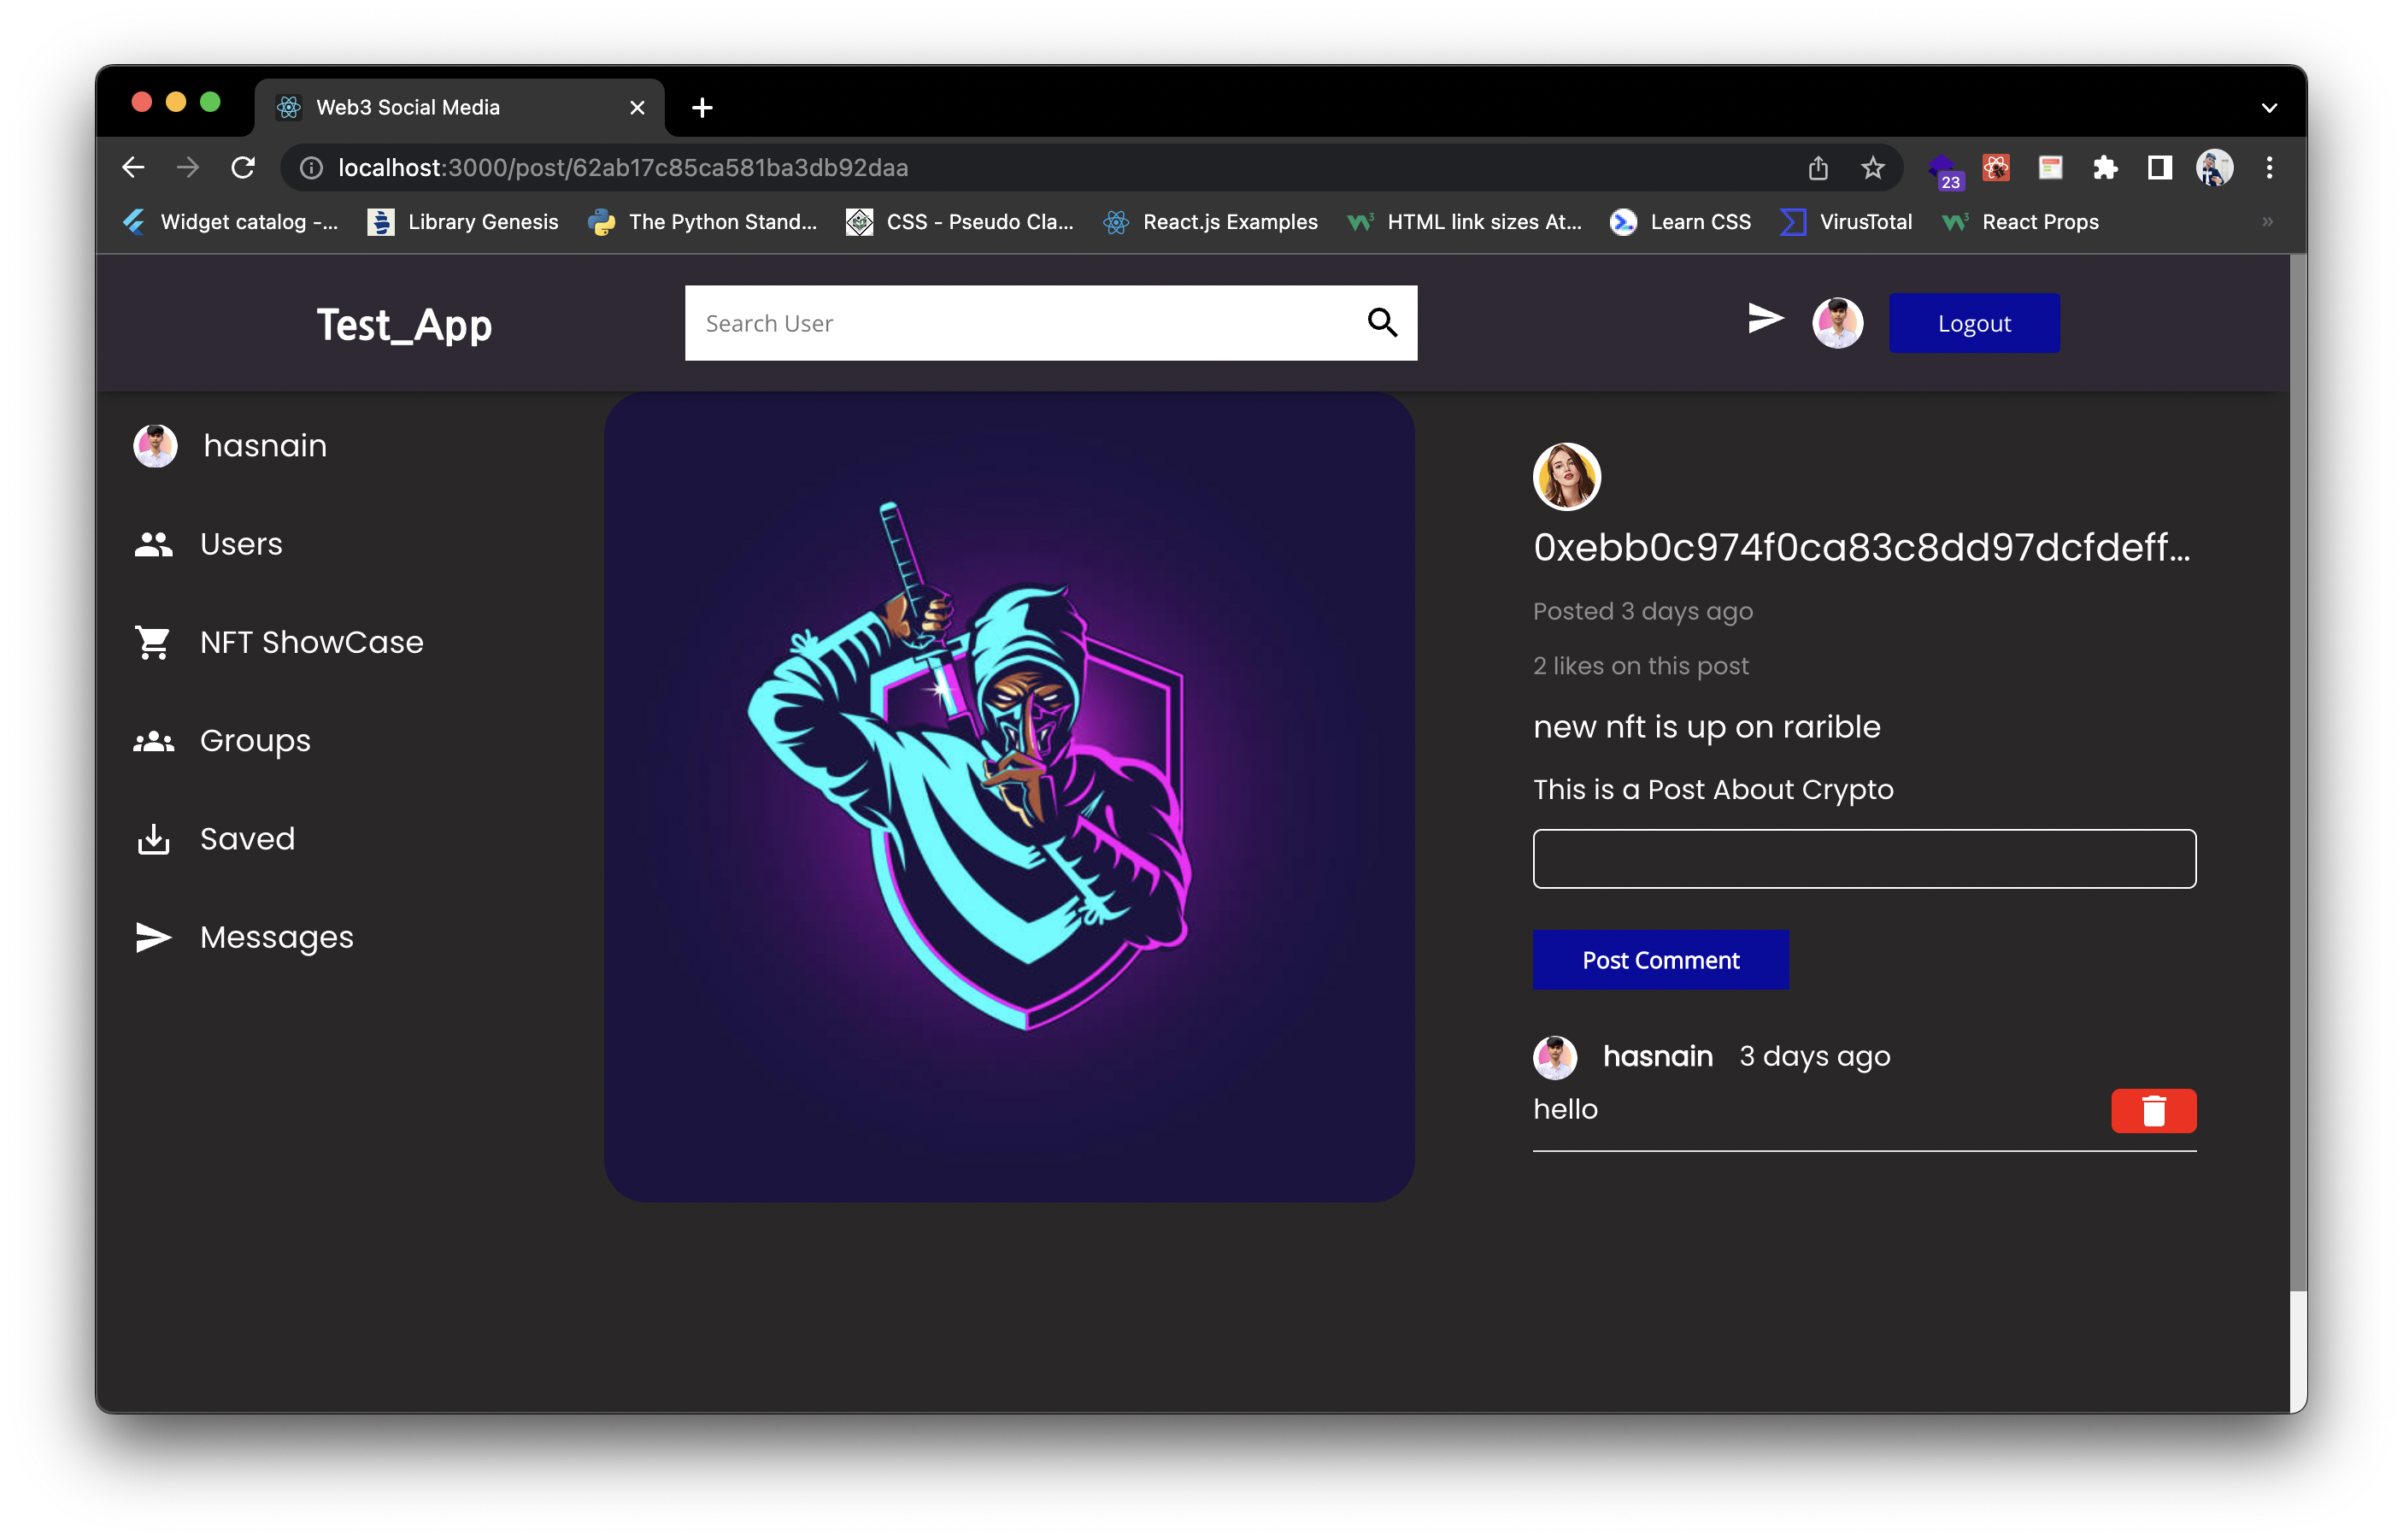 Web3 Social Media
localhost:3000/post/62ab17c85ca581ba3db92daa
23
Widget catalog -... Library Genesis The Python Stand... CSS - Pseudo Cla... React.js Examples HTML link sizes At... Learn CSS VirusTotal React Props »
Test_App
Search User
Logout
hasnain
Users
NFT ShowCase
Groups
Saved
Messages
0xebb0c974f0ca83c8dd97dcfdeff...
Posted 3 days ago
2 likes on this post
new nft is up on rarible
This is a Post About Crypto
Post Comment
hasnain 3 days ago
hello